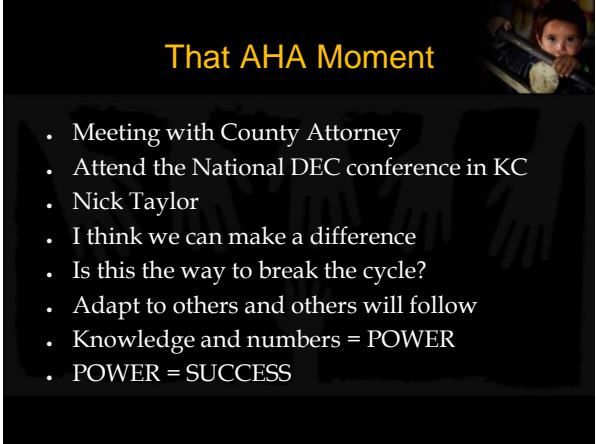 That AHA Moment
• Meeting with County Attorney
• Attend the National DEC conference in KC
• Nick Taylor
• I think we can make a difference
• Is this the way to break the cycle?
• Adapt to others and others will follow
• Knowledge and numbers = POWER
• POWER = SUCCESS